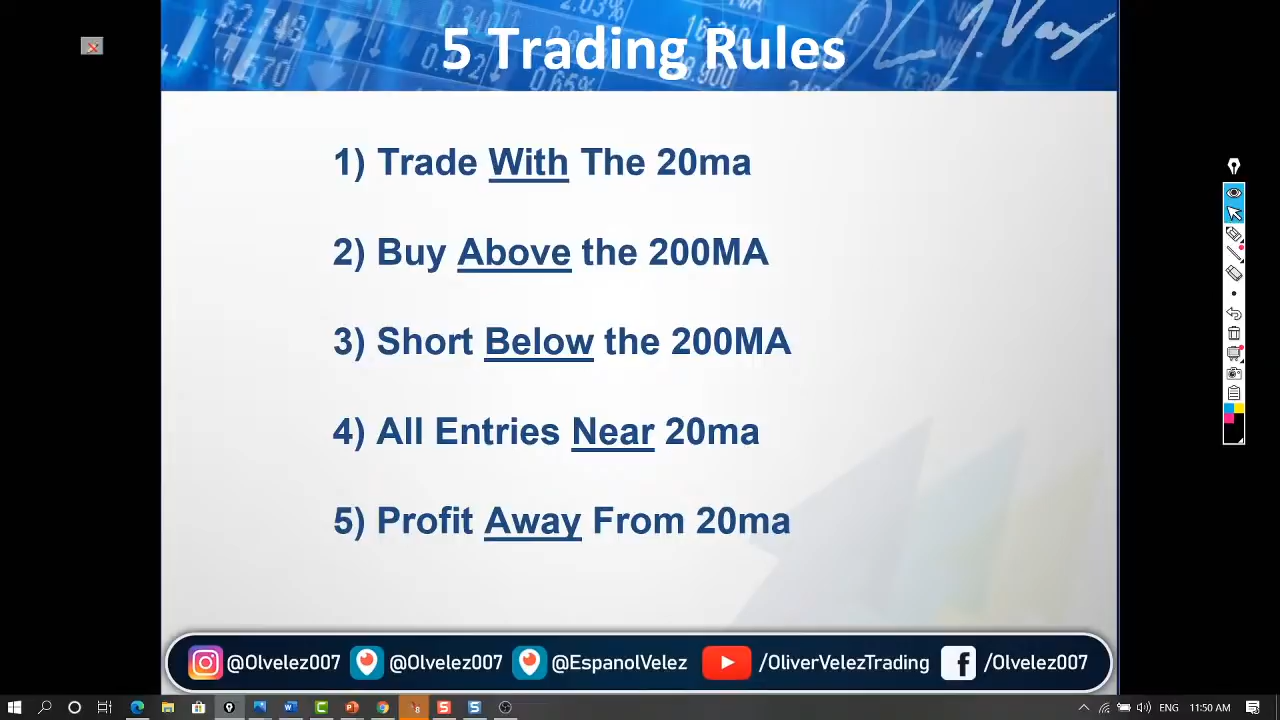 5 Trading Rules
1) Trade With The 20ma
2) Buy Above the 200MA
3) Short Below the 200MA
4) All Entries Near 20ma
5) Profit Away From 20ma
@Olvelez007 @Olvelez007 @EspanolVelez /OliverVelezTrading /Olvelez007
ENG 11:50 AM